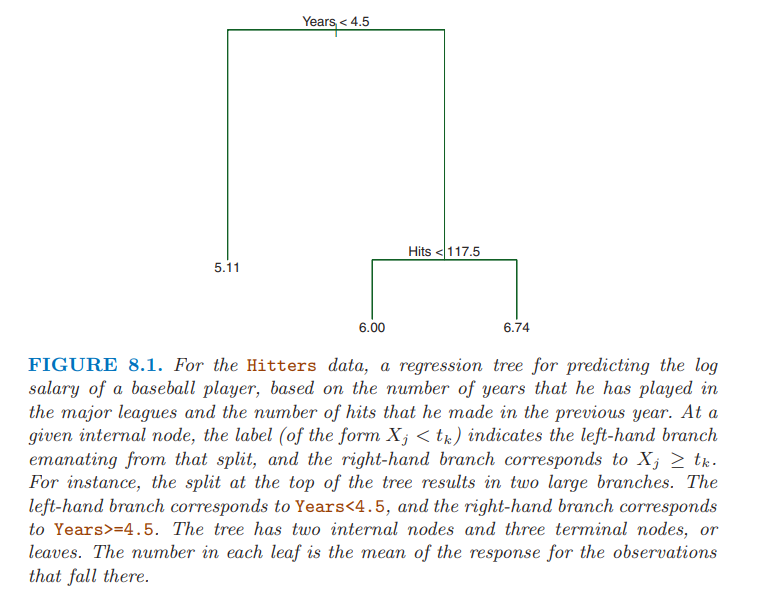 Years < 4.5
Hits < 117.5
5.11
6.00
6.74
FIGURE 8.1. For the Hitters data, a regression tree for predicting the log
salary of a baseball player, based on the number of years that he has played in
the major leagues and the number of hits that he made in the previous year. At a
given internal node, the label (of the form Xⱼ < tₖ) indicates the left-hand branch
emanating from that split, and the right-hand branch corresponds to Xⱼ ≥ tₖ.
For instance, the split at the top of the tree results in two large branches. The
left-hand branch corresponds to Years<4.5, and the right-hand branch corresponds
to Years>=4.5. The tree has two internal nodes and three terminal nodes, or
leaves. The number in each leaf is the mean of the response for the observations
that fall there.